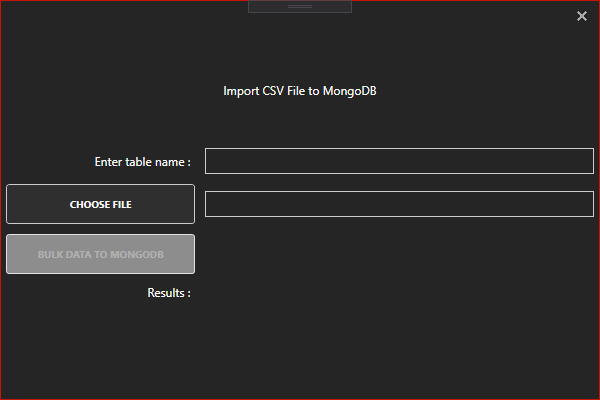 Import CSV File to MongoDB
Enter table name :
CHOOSE FILE
BULK DATA TO MONGODB
Results :